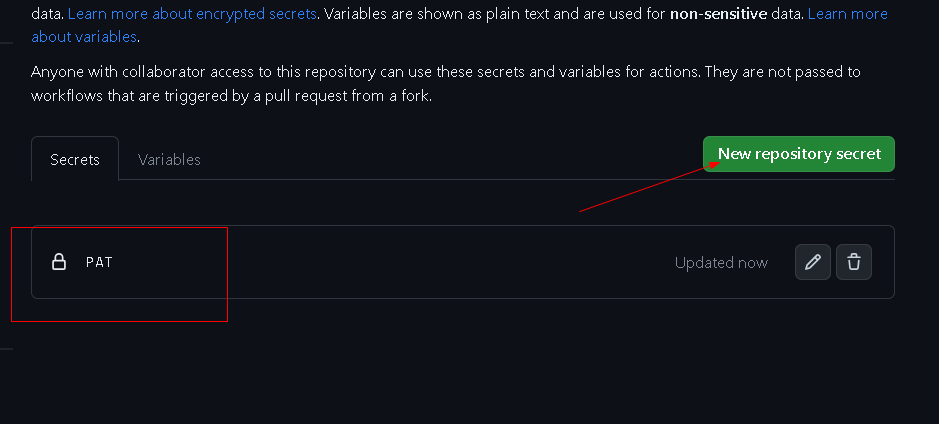 data. Learn more about encrypted secrets. Variables are shown as plain text and are used for non-sensitive data. Learn more
about variables.
Anyone with collaborator access to this repository can use these secrets and variables for actions. They are not passed to
workflows that are triggered by a pull request from a fork.
Secrets Variables New repository secret
PAT Updated now